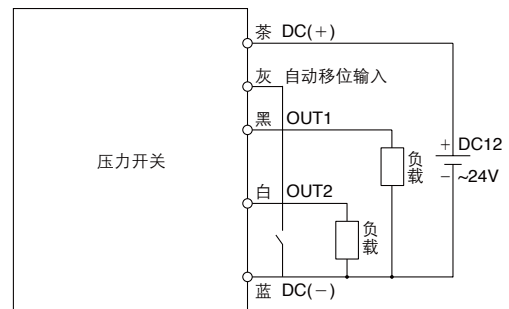 茶 DC(+)
灰 自动移位输入
黑 OUT1
压力开关
负载
+ DC12
− ~24V
白 OUT2
负载
蓝 DC(−)